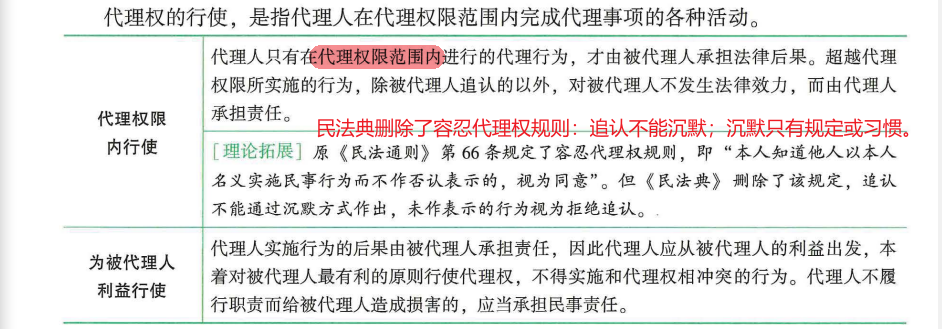 代理权的行使，是指代理人在代理权限范围内完成代理事项的各种活动。
代理权限
内行使
代理人只有在代理权限范围内进行的代理行为，才由被代理人承担法律后果。超越代理
权限所实施的行为，除被代理人追认的以外，对被代理人不发生法律效力，而由代理人
承担责任。
民法典删除了容忍代理权规则：追认不能沉默；沉默只有规定或习惯。
［理论拓展］原《民法通则》第66条规定了容忍代理权规则，即“本人知道他人以本人
名义实施民事行为而不作否认表示的，视为同意”。但《民法典》删除了该规定，追认
不能通过沉默方式作出，未作表示的行为视为拒绝追认。
为被代理人
利益行使
代理人实施行为的后果由被代理人承担责任，因此代理人应从被代理人的利益出发，本
着对被代理人最有利的原则行使代理权，不得实施和代理权相冲突的行为。代理人不履
行职责而给被代理人造成损害的，应当承担民事责任。